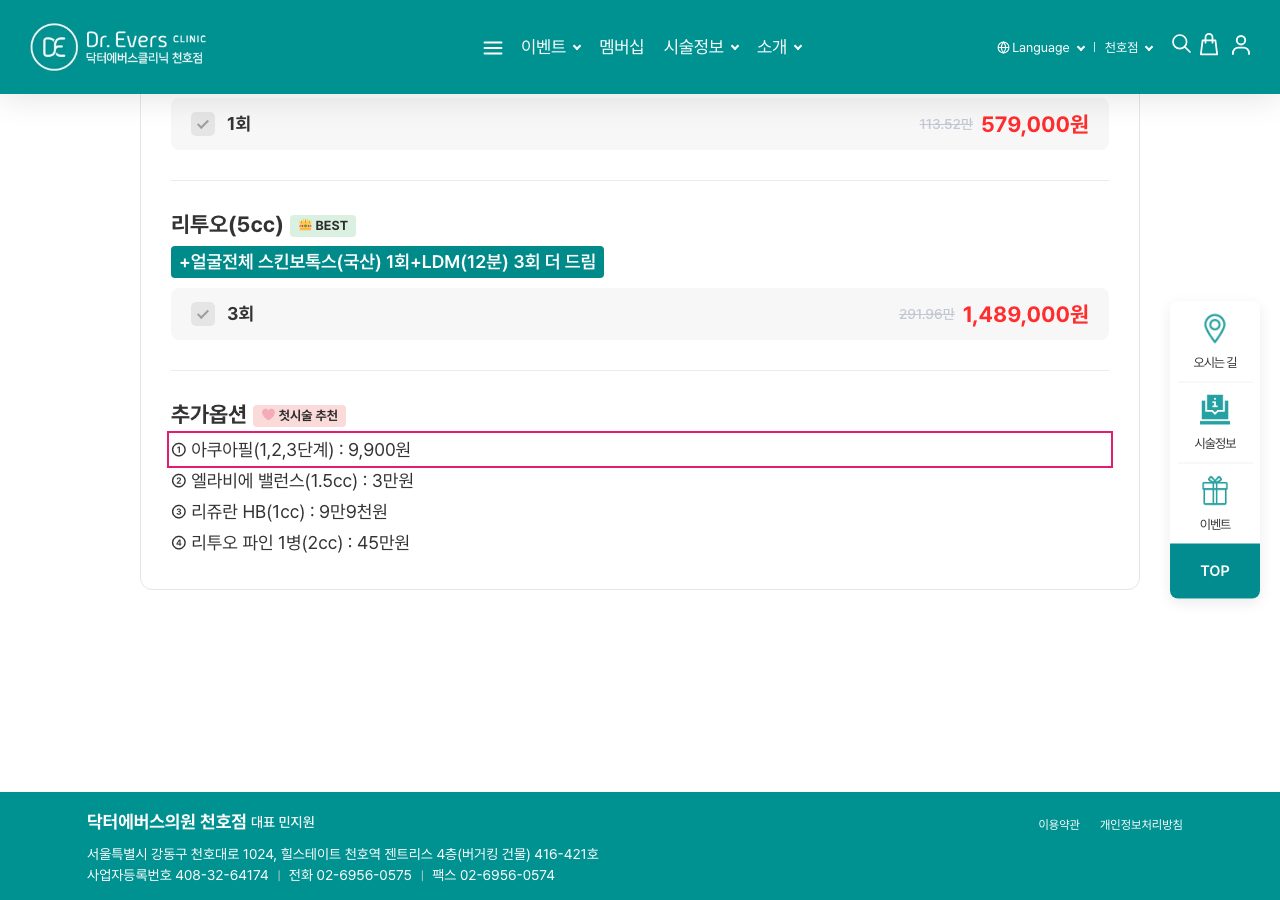 Dr. Evers CLINIC
닥터에버스클리닉 천호점
이벤트
멤버십
시술정보
소개
Language
천호점
1회
113.52만 579,000원
리투오(5cc) BEST
+얼굴전체 스킨보톡스(국산) 1회+LDM(12분) 3회 더 드림
3회
291.96만 1,489,000원
추가옵션 첫시술 추천
① 아쿠아필(1,2,3단계) : 9,900원
② 엘라비에 밸런스(1.5cc) : 3만원
③ 리쥬란 HB(1cc) : 9만9천원
④ 리투오 파인 1병(2cc) : 45만원
오시는 길
시술정보
이벤트
TOP
닥터에버스의원 천호점 대표 민지원
이용약관 개인정보처리방침
서울특별시 강동구 천호대로 1024, 힐스테이트 천호역 젠트리스 4층(버거킹 건물) 416-421호
사업자등록번호 408-32-64174 | 전화 02-6956-0575 | 팩스 02-6956-0574